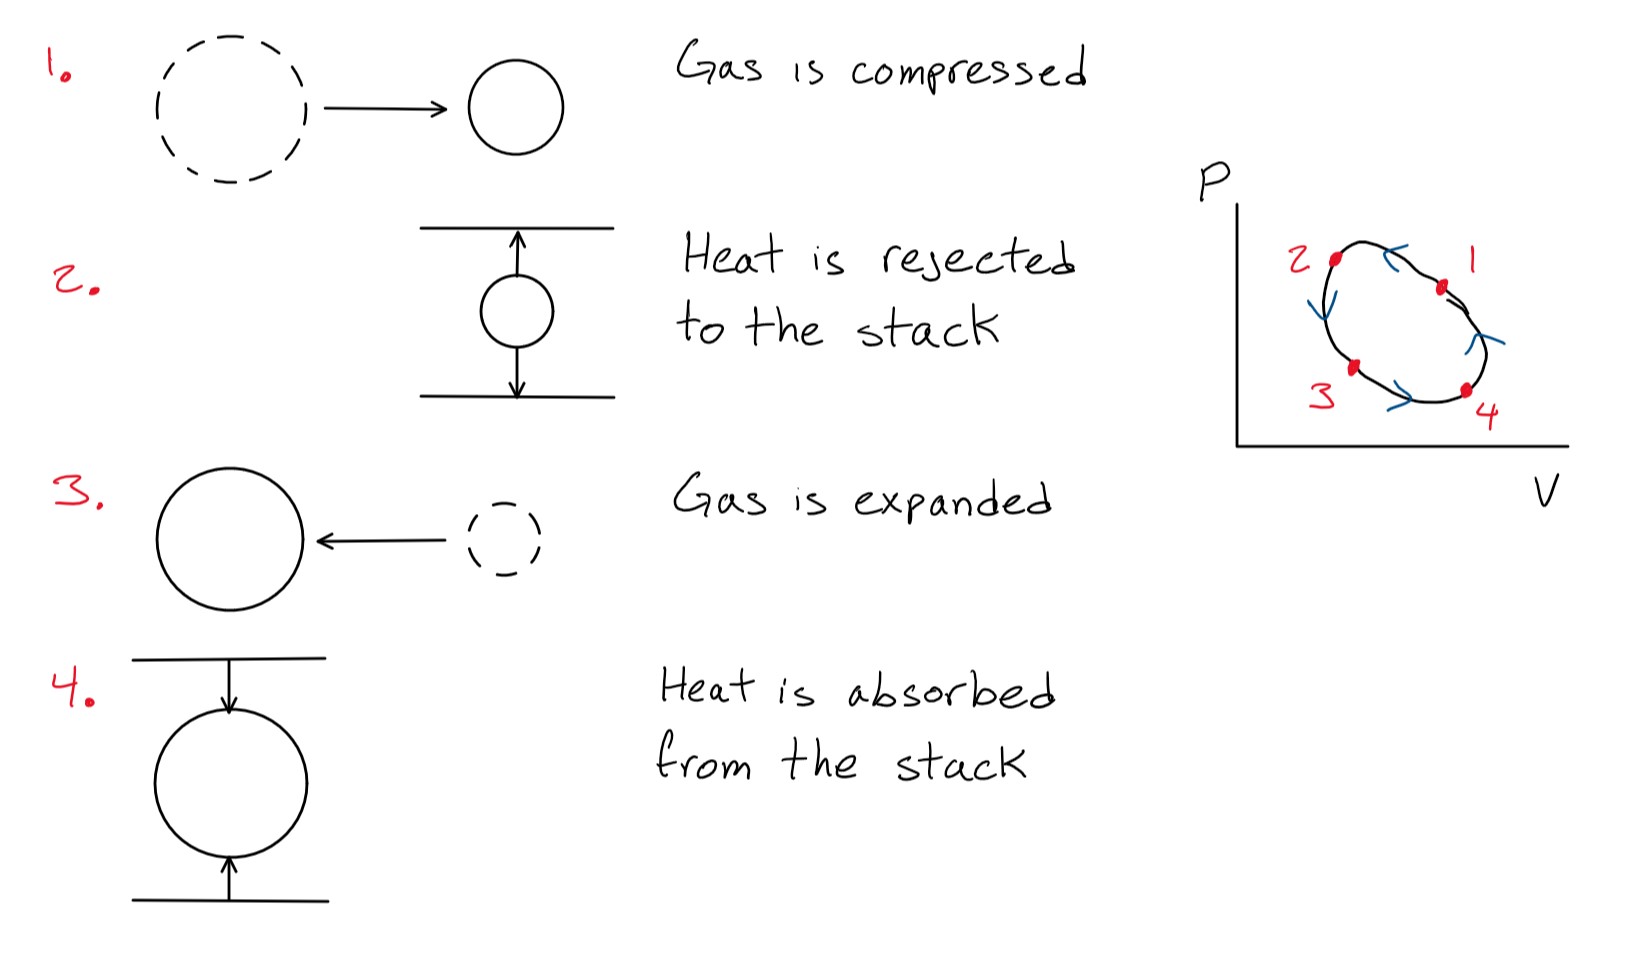 1.
Gas is compressed
2.
Heat is rejected
to the stack
3.
Gas is expanded
4.
Heat is absorbed
from the stack
P
2
1
3
4
V